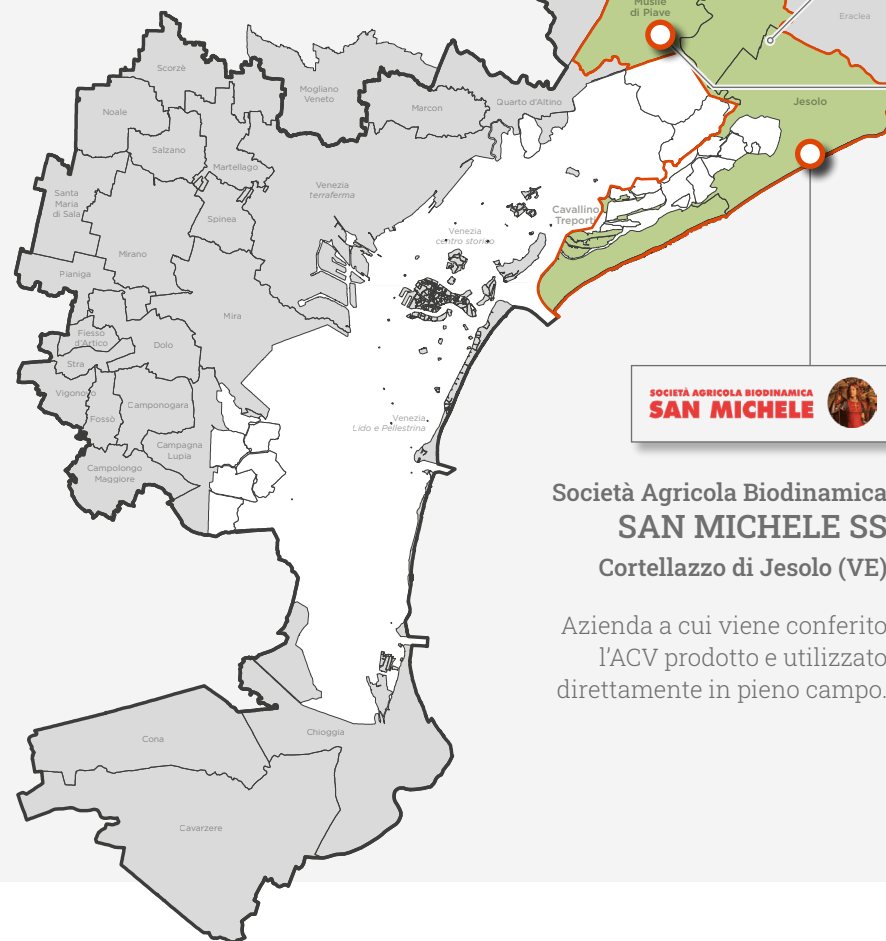 Musile
di Piave
Eraclea
Scorzè
Mogliano
Veneto
Marcon
Quarto d'Altino
Jesolo
Noale
Salzano
Martellago
Santa
Maria
di Sala
Venezia
terraferma
Spinea
Cavallino
Treporti
Venezia
centro storico
Mirano
Pianiga
Mira
Fiesso
d'Artico
Dolo
Stra
Vigonovo
Fossò
Camponogara
Venezia
Lido e Pellestrina
Campagna
Lupia
Campolongo
Maggiore
SOCIETÀ AGRICOLA BIODINAMICA
SAN MICHELE
Società Agricola Biodinamica
SAN MICHELE SS
Cortellazzo di Jesolo (VE)
Azienda a cui viene conferito
l'ACV prodotto e utilizzato
direttamente in pieno campo.
Chioggia
Cona
Cavarzere